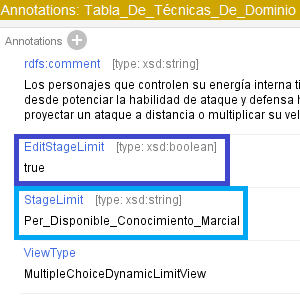 Annotations: Tabla_De_Técnicas_De_Dominio
Annotations
rdfs:comment [type: xsd:string]
Los personajes que controlen su energía interna ti
desde potenciar la habilidad de ataque y defensa h
proyectar un ataque a distancia o multiplicar su vel
EditStageLimit [type: xsd:boolean]
true
StageLimit [type: xsd:string]
Per_Disponible_Conocimiento_Marcial
ViewType
MultipleChoiceDynamicLimitView